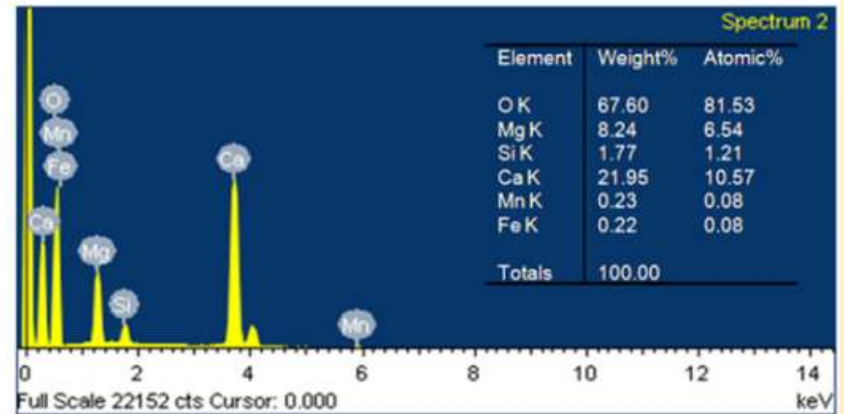 Spectrum 2
Element Weight% Atomic%
O K 67.60 81.53
Mg K 8.24 6.54
Si K 1.77 1.21
Ca K 21.95 10.57
Mn K 0.23 0.08
Fe K 0.22 0.08
Totals 100.00
O
Mn
Fe
Ca
Ca
Mg
Si
Mn
0 2 4 6 8 10 12 14
Full Scale 22152 cts Cursor: 0.000 keV